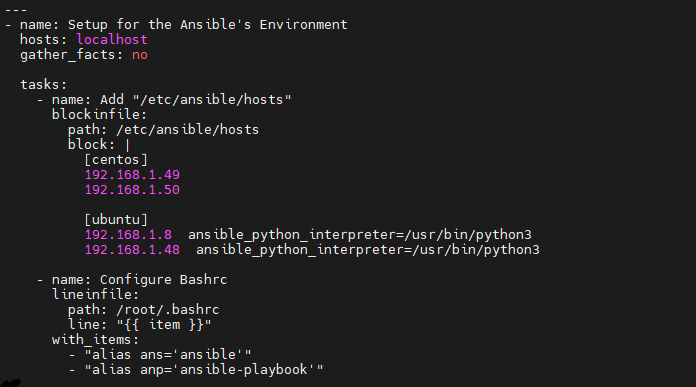 ---
- name: Setup for the Ansible's Environment
  hosts: localhost
  gather_facts: no

  tasks:
    - name: Add "/etc/ansible/hosts"
      blockinfile:
        path: /etc/ansible/hosts
        block: |
          [centos]
          192.168.1.49
          192.168.1.50

          [ubuntu]
          192.168.1.8  ansible_python_interpreter=/usr/bin/python3
          192.168.1.48  ansible_python_interpreter=/usr/bin/python3

    - name: Configure Bashrc
      lineinfile:
        path: /root/.bashrc
        line: "{{ item }}"
      with_items:
        - "alias ans='ansible'"
        - "alias anp='ansible-playbook'"